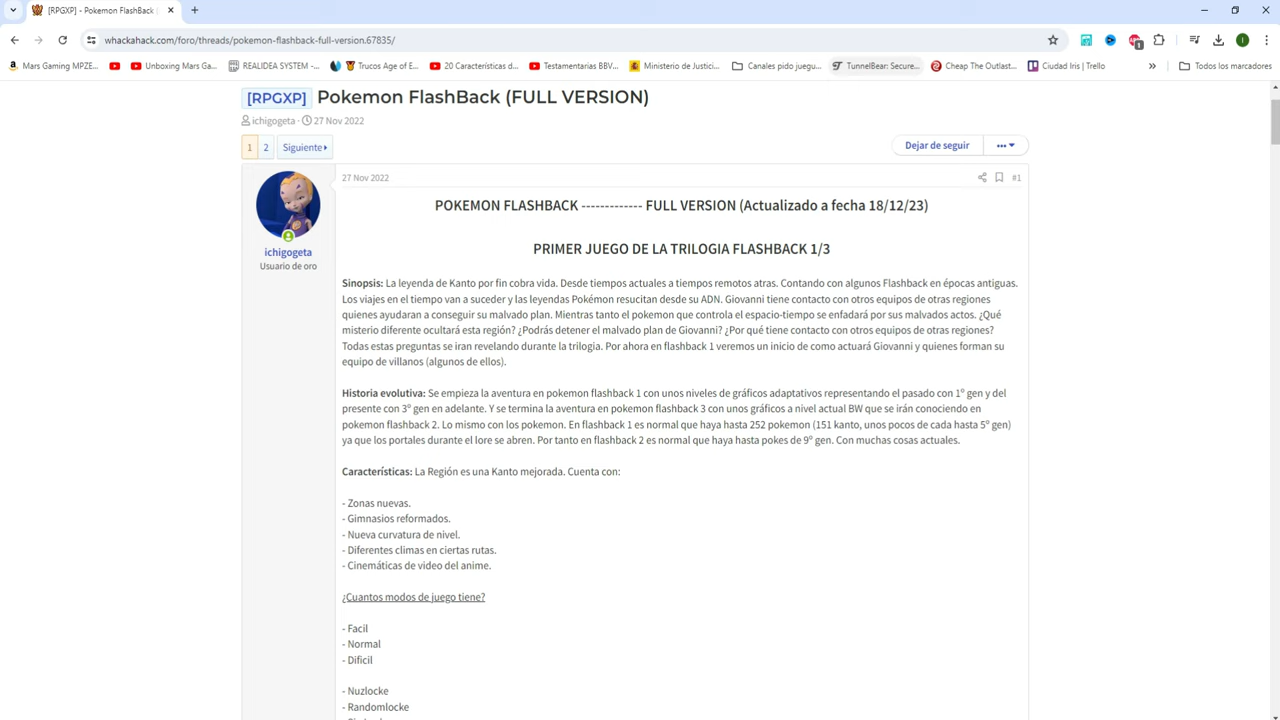 [RPGXP] - Pokemon FlashBack (
whackahack.com/foro/threads/pokemon-flashback-full-version.67835/
1
I
Mars Gaming MPZE...
Unboxing Mars Ga...
REALIDEA SYSTEM -...
Trucos Age of E...
20 Características d...
Testamentarias BBV...
Ministerio de Justici...
Canales pido juegu...
TunnelBear: Secure...
Cheap The Outlast...
Ciudad Iris | Trello
»
Todos los marcadores
[RPGXP] Pokemon FlashBack (FULL VERSION)
ichigogeta · 27 Nov 2022
1 2 Siguiente
Dejar de seguir
•••
27 Nov 2022
#1
ichigogeta
Usuario de oro
POKEMON FLASHBACK ------------- FULL VERSION (Actualizado a fecha 18/12/23)
PRIMER JUEGO DE LA TRILOGIA FLASHBACK 1/3
Sinopsis: La leyenda de Kanto por fin cobra vida. Desde tiempos actuales a tiempos remotos atras. Contando con algunos Flashback en épocas antiguas.
Los viajes en el tiempo van a suceder y las leyendas Pokémon resucitan desde su ADN. Giovanni tiene contacto con otros equipos de otras regiones
quienes ayudaran a conseguir su malvado plan. Mientras tanto el pokemon que controla el espacio-tiempo se enfadará por sus malvados actos. ¿Qué
misterio diferente ocultará esta región? ¿Podrás detener el malvado plan de Giovanni? ¿Por qué tiene contacto con otros equipos de otras regiones?
Todas estas preguntas se iran revelando durante la trilogia. Por ahora en flashback 1 veremos un inicio de como actuará Giovanni y quienes forman su
equipo de villanos (algunos de ellos).
Historia evolutiva: Se empieza la aventura en pokemon flashback 1 con unos niveles de gráficos adaptativos representando el pasado con 1º gen y del
presente con 3º gen en adelante. Y se termina la aventura en pokemon flashback 3 con unos gráficos a nivel actual BW que se irán conociendo en
pokemon flashback 2. Lo mismo con los pokemon. En flashback 1 es normal que haya hasta 252 pokemon (151 kanto, unos pocos de cada hasta 5º gen)
ya que los portales durante el lore se abren. Por tanto en flashback 2 es normal que haya hasta pokes de 9º gen. Con muchas cosas actuales.
Características: La Región es una Kanto mejorada. Cuenta con:
- Zonas nuevas.
- Gimnasios reformados.
- Nueva curvatura de nivel.
- Diferentes climas en ciertas rutas.
- Cinemáticas de video del anime.
¿Cuantos modos de juego tiene?
- Facil
- Normal
- Dificil
- Nuzlocke
- Randomlocke